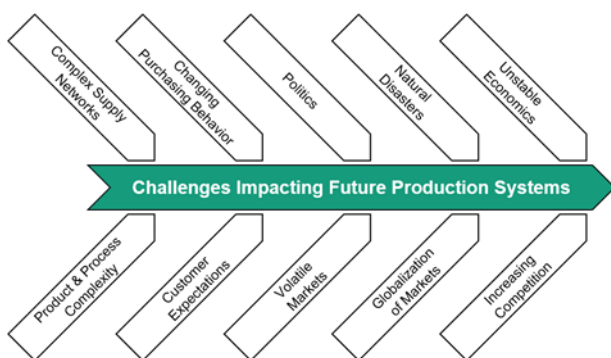 Complex Supply
Networks
Changing
Purchasing Behavior
Politics
Natural
Disasters
Unstable
Economics
Challenges Impacting Future Production Systems
Product & Process
Complexity
Customer
Expectations
Volatile
Markets
Globalization
of Markets
Increasing
Competition